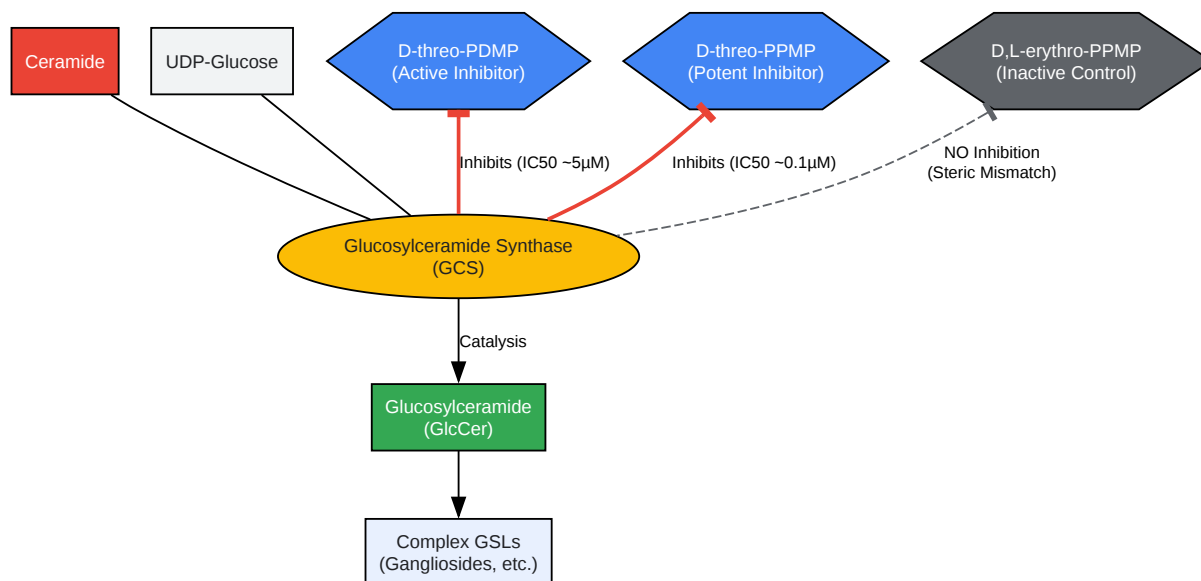 Ceramide
UDP-Glucose
D-threo-PDMP
(Active Inhibitor)
D-threo-PPMP
(Potent Inhibitor)
D,L-erythro-PPMP
(Inactive Control)
Inhibits (IC50 ~5µM)
Inhibits (IC50 ~0.1µM)
NO Inhibition
(Steric Mismatch)
Glucosylceramide Synthase
(GCS)
Catalysis
Glucosylceramide
(GlcCer)
Complex GSLs
(Gangliosides, etc.)